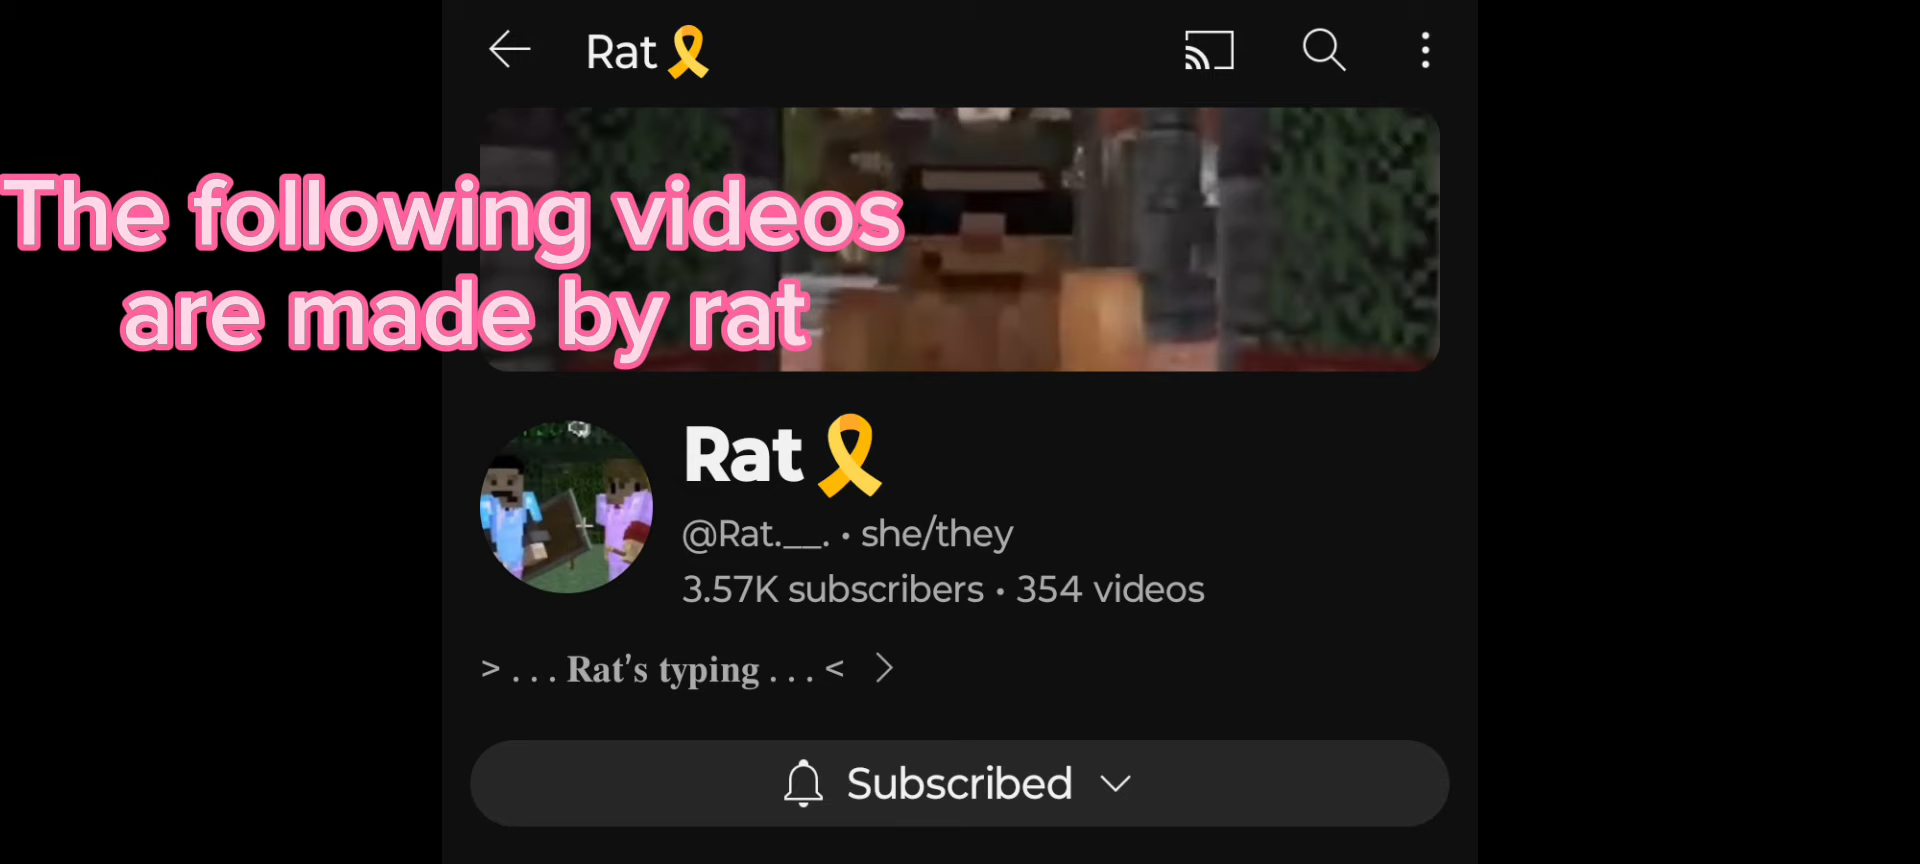 Rat🎗️
The following videos
are made by rat
Rat🎗️
@Rat.__. • she/they
3.57K subscribers • 354 videos
> . . . Rat's typing . . . <
Subscribed